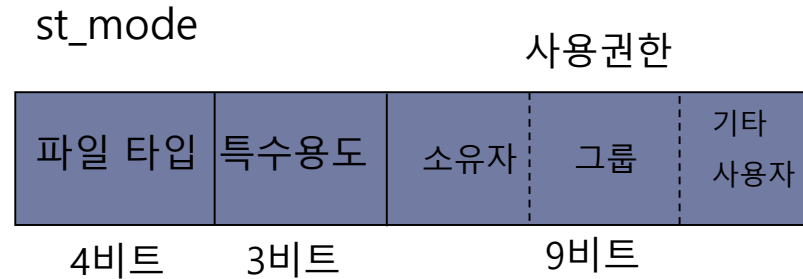 st_mode
사용권한
파일 타입
특수용도
소유자
그룹
기타
사용자
4비트
3비트
9비트